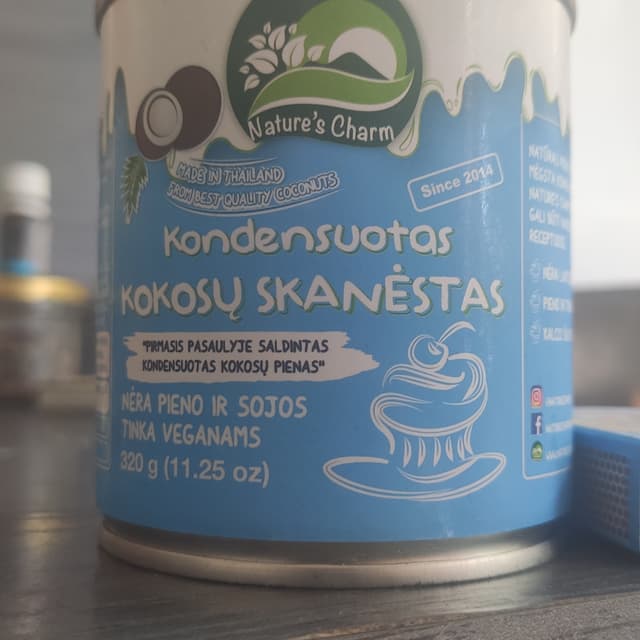 Nature's Charm
MADE IN THAILAND
FROM BEST QUALITY COCONUTS
Since 2014
Kondensuotas
KOKOSŲ SKANĖSTAS
"PIRMASIS PASAULYJE SALDINTAS
KONDENSUOTAS KOKOSŲ PIENAS"
NĖRA PIENO IR SOJOS
TINKA VEGANAMS
320 g (11.25 oz)